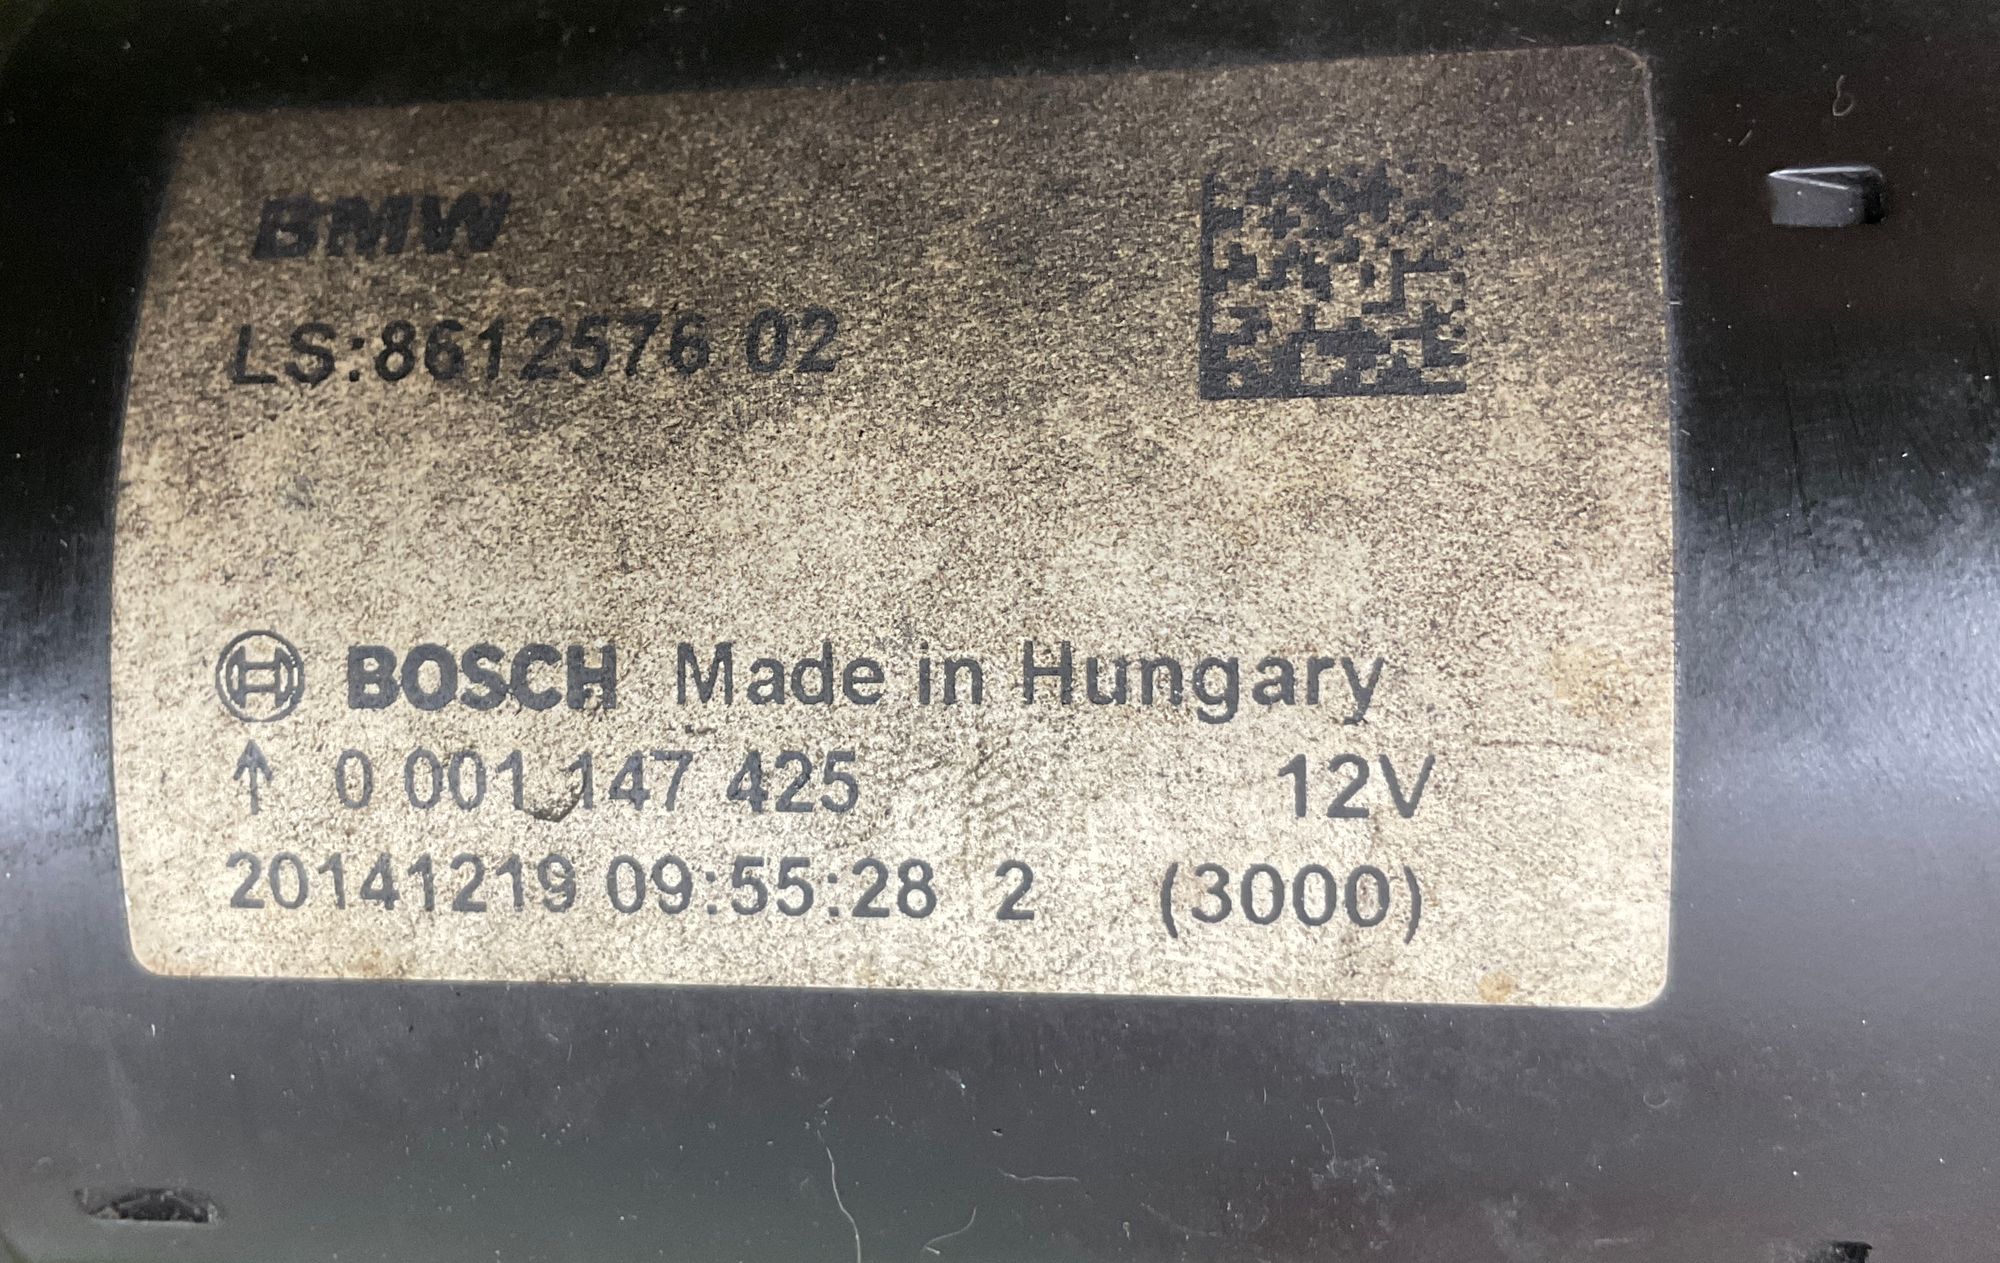 BMW
LS:8612576 02
BOSCH Made in Hungary
↑ 0 001 147 425 12V
20141219 09:55:28 2 (3000)